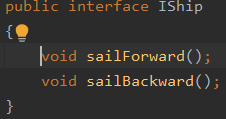 public interface IShip
{
void sailForward();
void sailBackward();
}